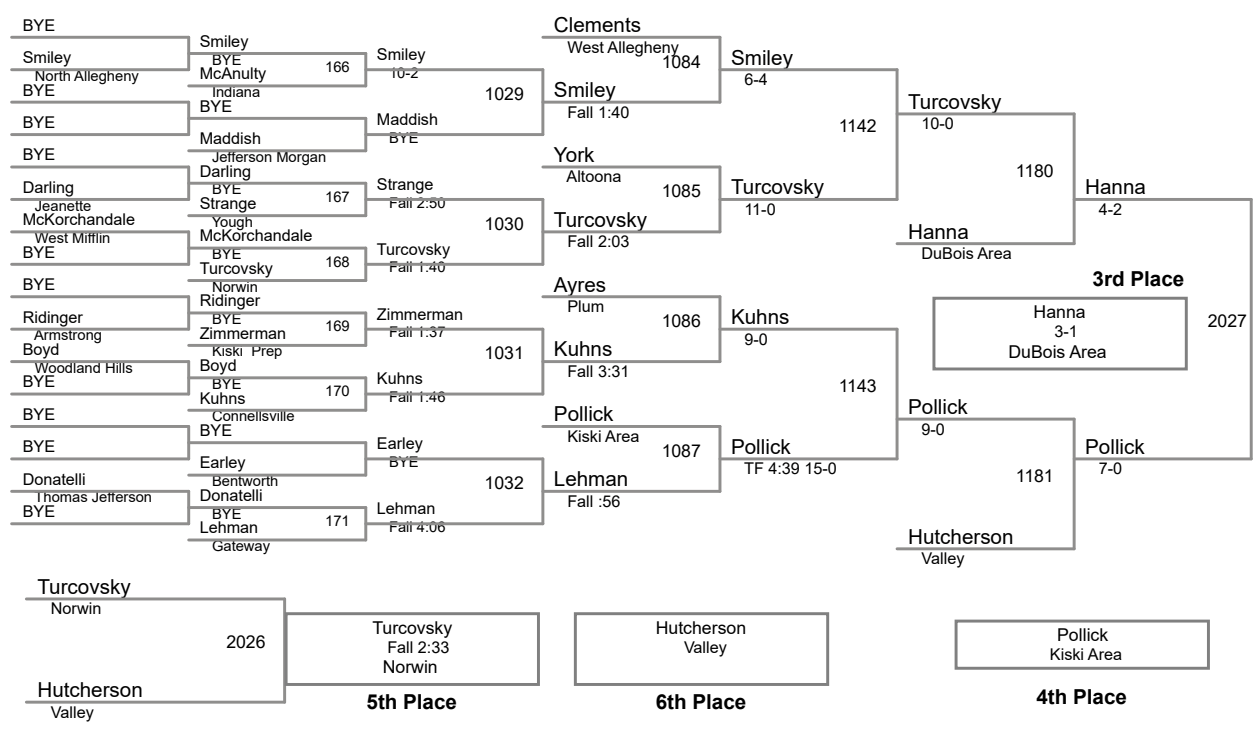 BYE
Smiley
North Allegheny
BYE
BYE
BYE
Darling
Jeanette
McKorchandale
West Mifflin
BYE
BYE
Ridinger
Armstrong
Boyd
Woodland Hills
BYE
BYE
BYE
Donatelli
Thomas Jefferson
BYE
Smiley
BYE
McAnulty
166
Indiana
BYE
Maddish
Jefferson Morgan
Darling
BYE
Strange
167
Yough
McKorchandale
BYE
Turcovsky
168
Norwin
Ridinger
BYE
Zimmerman
169
Kiski Prep
Boyd
BYE
Kuhns
170
Connellsville
BYE
Earley
Bentworth
Donatelli
BYE
Lehman
171
Gateway
Smiley
10-2
1029
Maddish
BYE
Strange
Fall 2:50
1030
Turcovsky
Fall 1:40
Zimmerman
Fall 1:37
1031
Kuhns
Fall 1:46
Earley
BYE
1032
Lehman
Fall 4:06
Clements
West Allegheny
1084
Smiley
Fall 1:40
York
Altoona
1085
Turcovsky
Fall 2:03
Ayres
Plum
1086
Kuhns
Fall 3:31
Pollick
Kiski Area
1087
Lehman
Fall :56
Smiley
6-4
1142
Turcovsky
11-0
Kuhns
9-0
1143
Pollick
TF 4:39 15-0
Turcovsky
10-0
1180
Hanna
DuBois Area
Pollick
9-0
1181
Hutcherson
Valley
Hanna
4-2
3rd Place
Hanna
3-1
DuBois Area
2027
Pollick
7-0
Turcovsky
Norwin
2026
Hutcherson
Valley
Turcovsky
Fall 2:33
Norwin
5th Place
Hutcherson
Valley
6th Place
Pollick
Kiski Area
4th Place